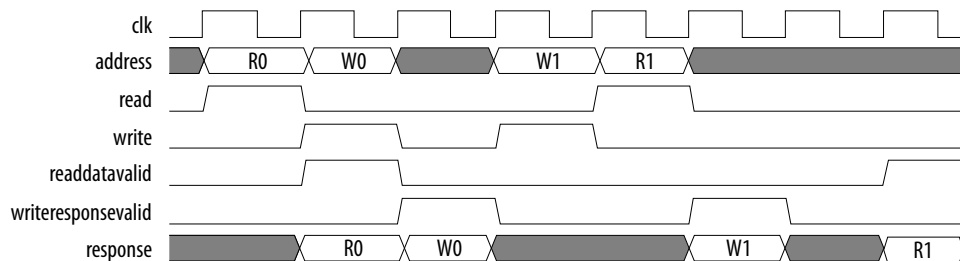 clk
address R0 W0 W1 R1
read
write
readdatavalid
writeresponsevalid
response R0 W0 W1 R1